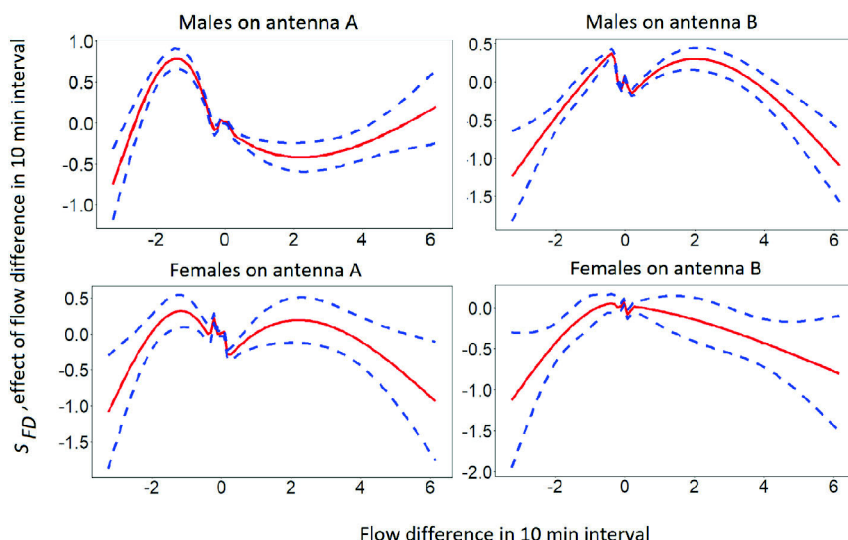 Males on antenna A
Males on antenna B
1.0
0.5
0.0
-0.5
-1.0
-2 0 2 4 6
0.5
0.0
-0.5
-1.0
-1.5
-2 0 2 4 6
S FD , effect of flow difference in 10 min interval
Females on antenna A
Females on antenna B
0.5
0.0
-0.5
-1.0
-1.5
-2 0 2 4 6
0.0
-0.5
-1.0
-1.5
-2.0
-2 0 2 4 6
Flow difference in 10 min interval